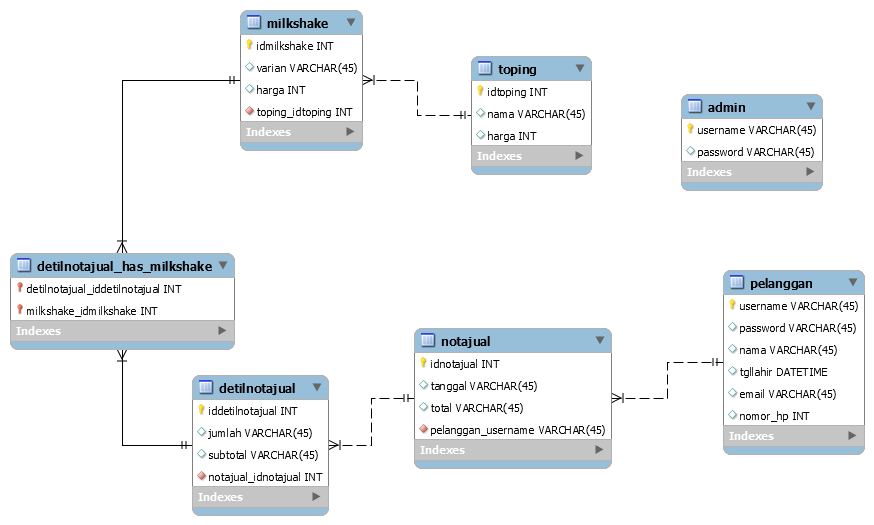 milkshake
idmilkshake INT
varian VARCHAR(45)
harga INT
toping_idtoping INT
Indexes
toping
idtoping INT
nama VARCHAR(45)
harga INT
Indexes
admin
username VARCHAR(45)
password VARCHAR(45)
Indexes
detilnotajual_has_milkshake
detilnotajual_iddetilnotajual INT
milkshake_idmilkshake INT
Indexes
detilnotajual
iddetilnotajual INT
jumlah VARCHAR(45)
subtotal VARCHAR(45)
notajual_idnotajual INT
Indexes
notajual
idnotajual INT
tanggal VARCHAR(45)
total VARCHAR(45)
pelanggan_username VARCHAR(45)
Indexes
pelanggan
username VARCHAR(45)
password VARCHAR(45)
nama VARCHAR(45)
tgllahir DATETIME
email VARCHAR(45)
nomor_hp INT
Indexes